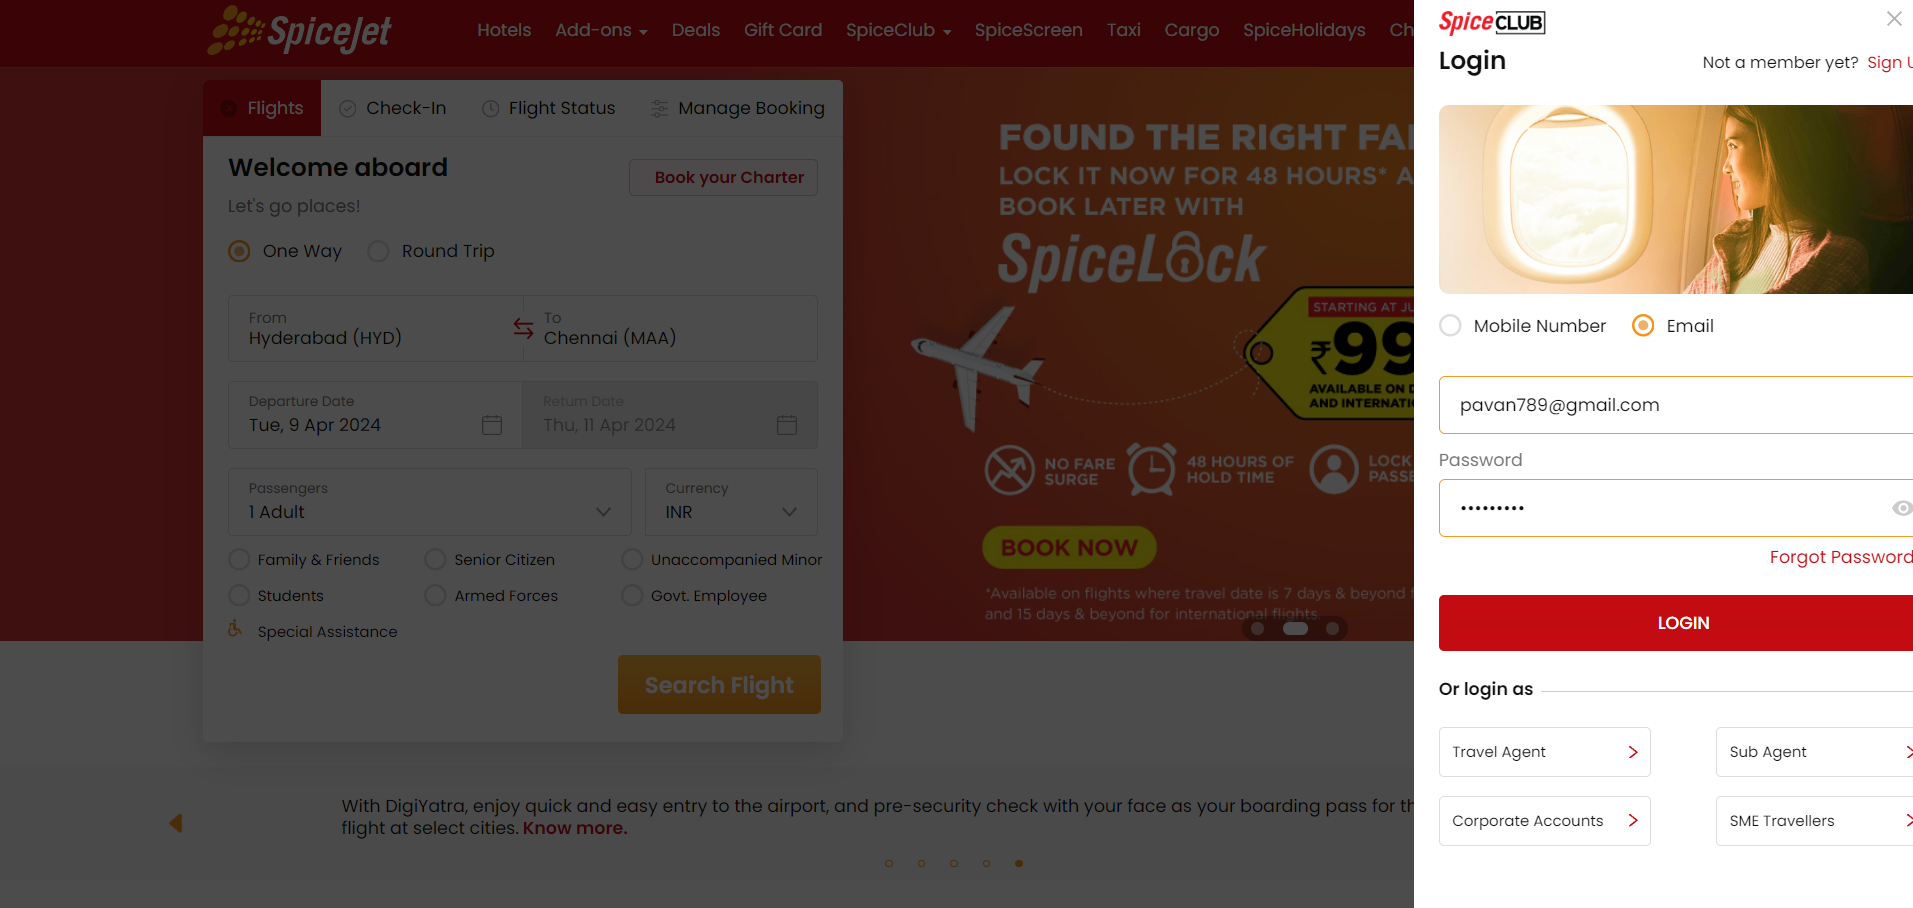 SpiceJet
Hotels Add-ons Deals Gift Card SpiceClub SpiceScreen Taxi Cargo SpiceHolidays Ch
Flights Check-In Flight Status Manage Booking
Welcome aboard
Book your Charter
Let's go places!
One Way Round Trip
From
Hyderabad (HYD)
To
Chennai (MAA)
Departure Date
Tue, 9 Apr 2024
Return Date
Thu, 11 Apr 2024
Passengers
1 Adult
Currency
INR
Family & Friends Senior Citizen Unaccompanied Minor
Students Armed Forces Govt. Employee
Special Assistance
Search Flight
FOUND THE RIGHT FA
LOCK IT NOW FOR 48 HOURS* A
BOOK LATER WITH
SpiceLock
STARTING AT JU
₹99
AVAILABLE ON D
AND INTERNATIO
NO FARE
SURGE
48 HOURS OF
HOLD TIME
LOCK
PASSE
BOOK NOW
*Available on flights where travel date is 7 days & beyond f
and 15 days & beyond for international flights.
With DigiYatra, enjoy quick and easy entry to the airport, and pre-security check with your face as your boarding pass for th
flight at select cities. Know more.
SpiceCLUB
Login
Not a member yet? Sign U
Mobile Number Email
pavan789@gmail.com
Password
•••••••••
Forgot Password
LOGIN
Or login as
Travel Agent Sub Agent
Corporate Accounts SME Travellers